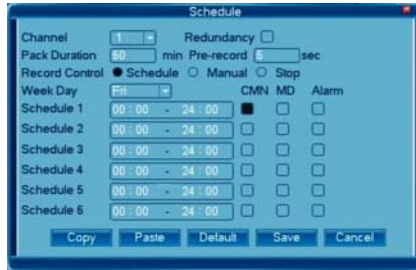 Schedule
Channel 1 Redundancy
Pack Duration 60 min Pre-record 5 sec
Record Control Schedule Manual Stop
Week Day Fri CMN MD Alarm
Schedule 1 00 : 00 - 24 : 00
Schedule 2 00 : 00 - 24 : 00
Schedule 3 00 : 00 - 24 : 00
Schedule 4 00 : 00 - 24 : 00
Schedule 5 00 : 00 - 24 : 00
Schedule 6 00 : 00 - 24 : 00
Copy Paste Default Save Cancel